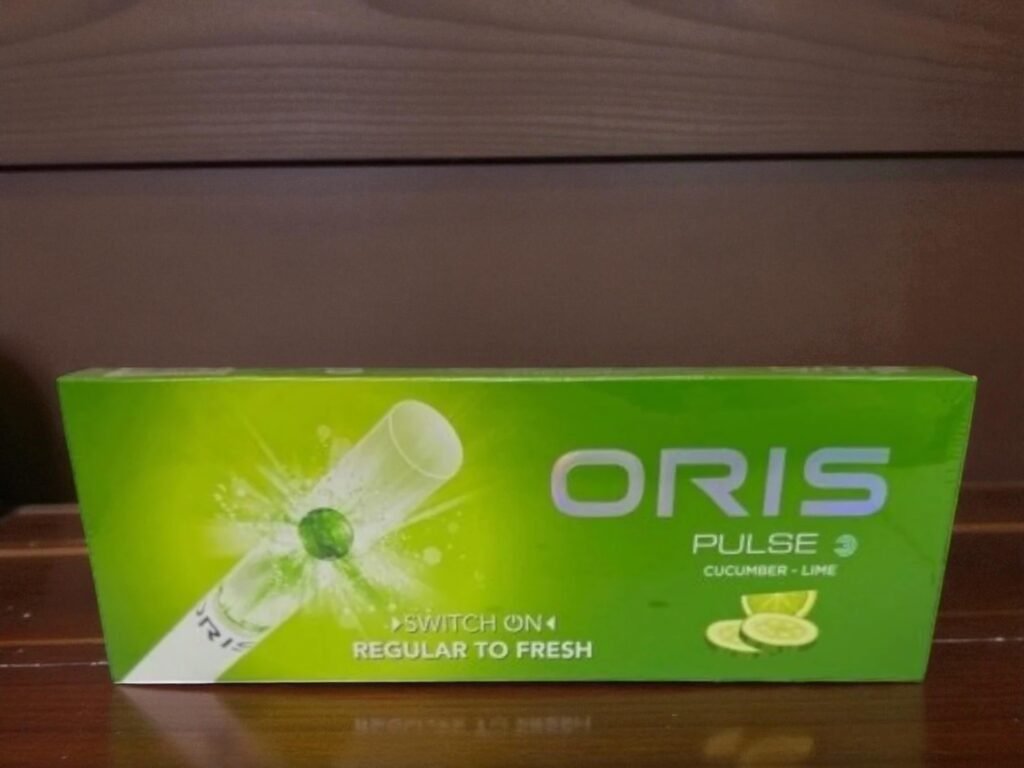 ORIS
PULSE
CUCUMBER - LIME
ORIS
SWITCH ON
REGULAR TO FRESH